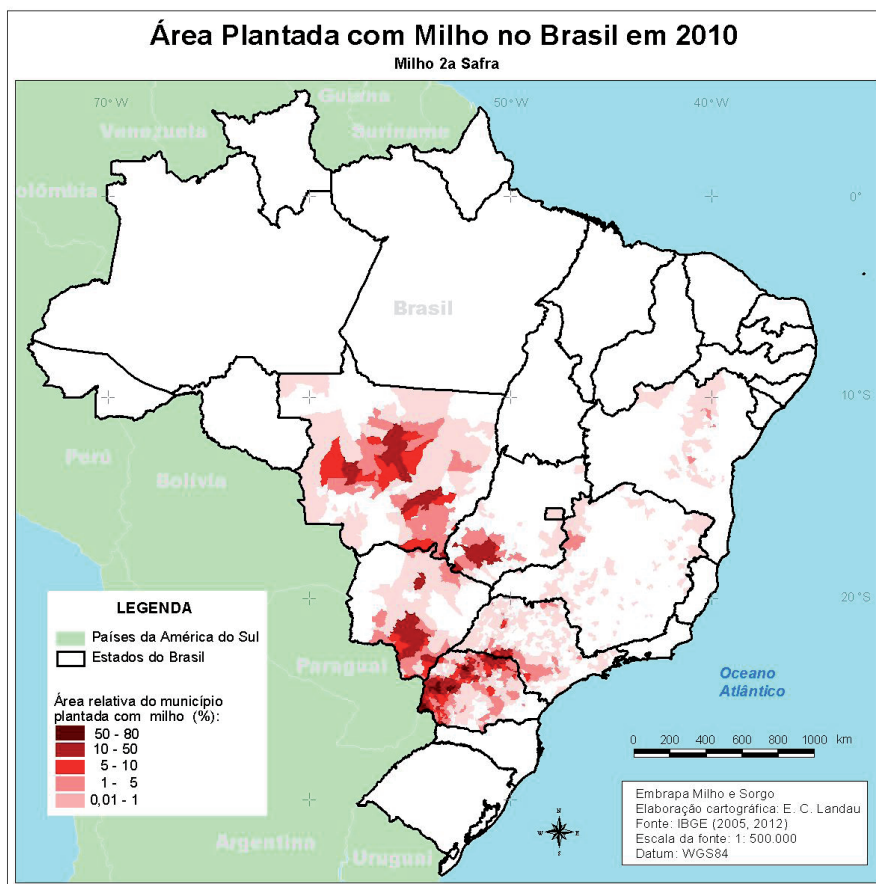 Área Plantada com Milho no Brasil em 2010
Milho 2a Safra
70° W
50° W
40° W
Guiana
Venezuela
Suriname
olômbia
0°
Brasil
10° S
Perú
Bolívia
20° S
LEGENDA
Países da América do Sul
Estados do Brasil
Área relativa do município
plantada com milho (%):
50 - 80
10 - 50
5 - 10
1 - 5
0,01 - 1
Paraguai
Oceano
Atlântico
0 200 400 600 800 1000 km
Argentina
Uruguai
N
W E
S
Embrapa Milho e Sorgo
Elaboração cartográfica: E. C. Landau
Fonte: IBGE (2005, 2012)
Escala da fonte: 1: 500.000
Datum: WGS84